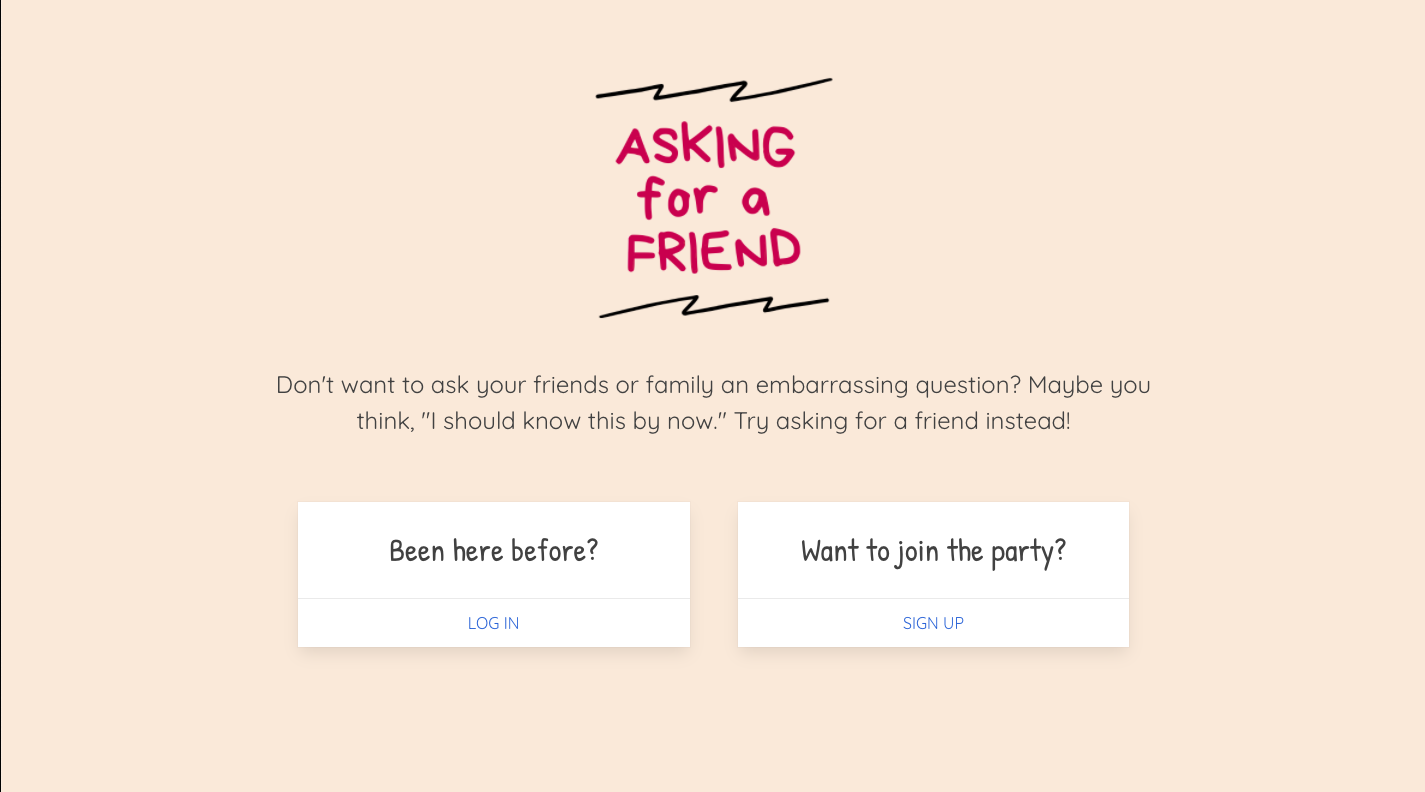 ASKING
for a
FRIEND
Don't want to ask your friends or family an embarrassing question? Maybe you
think, "I should know this by now." Try asking for a friend instead!
Been here before?
Want to join the party?
LOG IN
SIGN UP